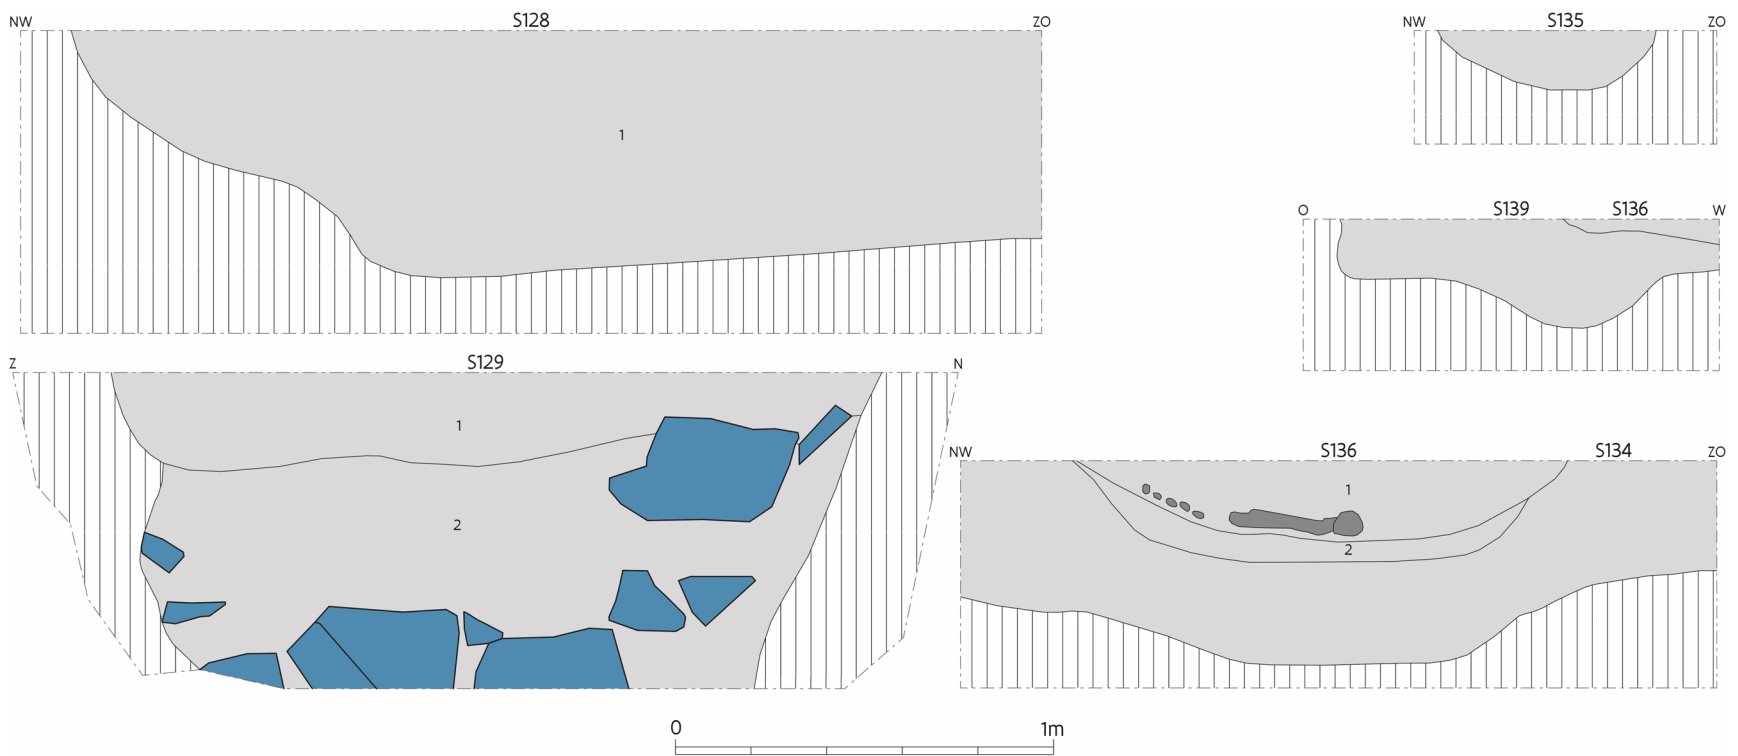 NW S128 ZO
1
NW S135 ZO
O S139 S136 W
Z S129 N
1
2
NW S136 S134 ZO
1
2
0 1m